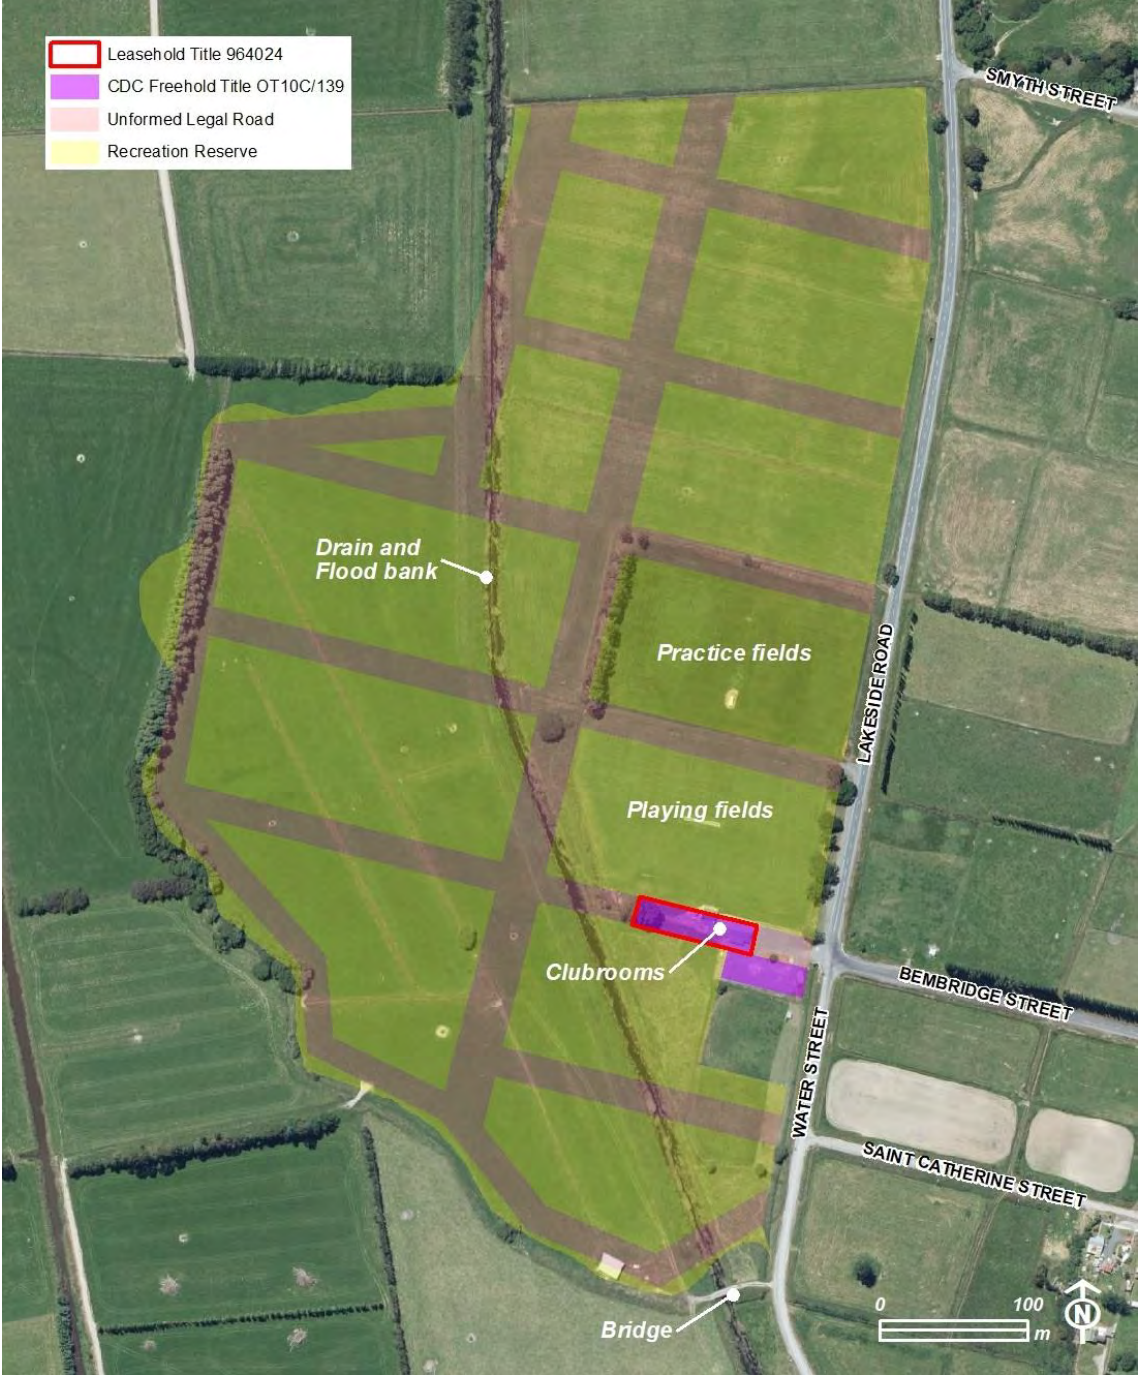 Leasehold Title 964024
CDC Freehold Title OT10C/139
Unformed Legal Road
Recreation Reserve
SMYTH STREET
Drain and
Flood bank
Practice fields
LAKESIDE ROAD
Playing fields
Clubrooms
BEMBRIDGE STREET
WATER STREET
SAINT CATHERINE STREET
Bridge
0 100
m
N